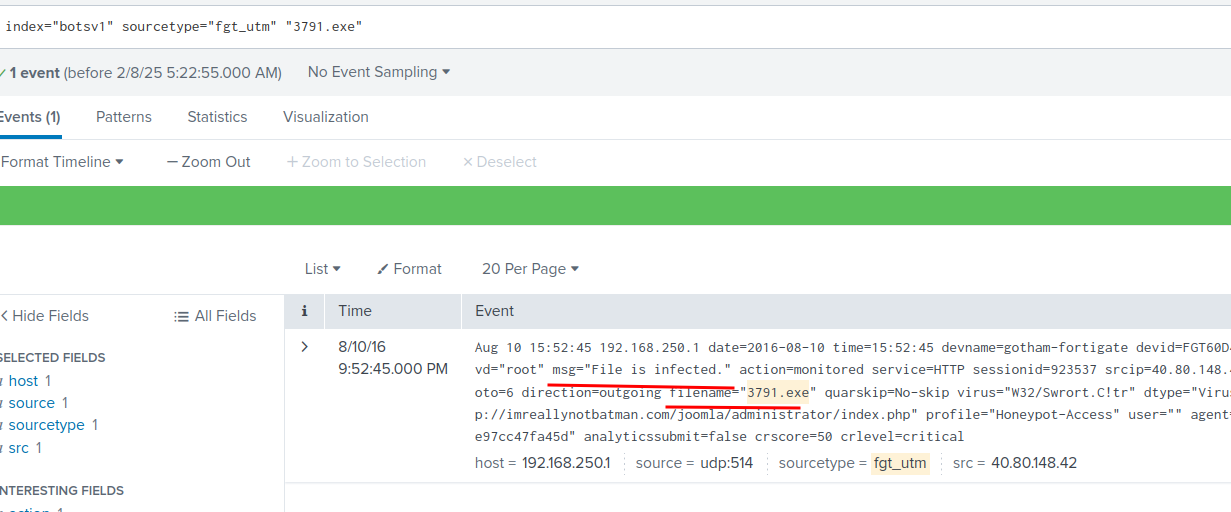 index="botsv1" sourcetype="fgt_utm" "3791.exe"
✓ 1 event (before 2/8/25 5:22:55.000 AM) No Event Sampling
Events (1) Patterns Statistics Visualization
Format Timeline — Zoom Out + Zoom to Selection × Deselect
List Format 20 Per Page
< Hide Fields All Fields
i Time Event
SELECTED FIELDS
host 1
source 1
sourcetype 1
src 1
INTERESTING FIELDS
action 1
> 8/10/16
9:52:45.000 PM
Aug 10 15:52:45 192.168.250.1 date=2016-08-10 time=15:52:45 devname=gotham-fortigate devid=FGT60D
vd="root" msg="File is infected." action=monitored service=HTTP sessionid=923537 srcip=40.80.148.
oto=6 direction=outgoing filename="3791.exe" quarskip=No-skip virus="W32/Swrort.C!tr" dtype="Viru
p://imreallynotbatman.com/joomla/administrator/index.php" profile="Honeypot-Access" user="" agent=
e97cc47fa45d" analyticssubmit=false crscore=50 crlevel=critical
host = 192.168.250.1 source = udp:514 sourcetype = fgt_utm src = 40.80.148.42